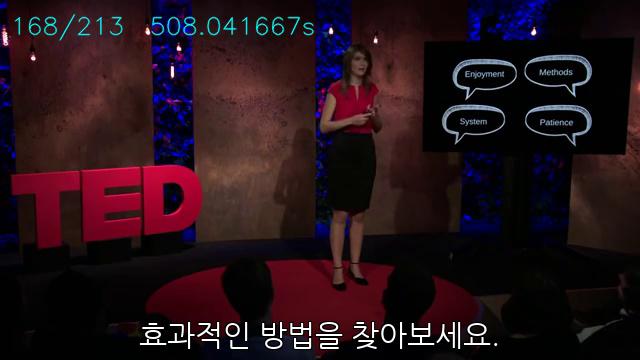 168/213 508.041667s
Enjoyment
Methods
System
Patience
TED
효과적인 방법을 찾아보세요.